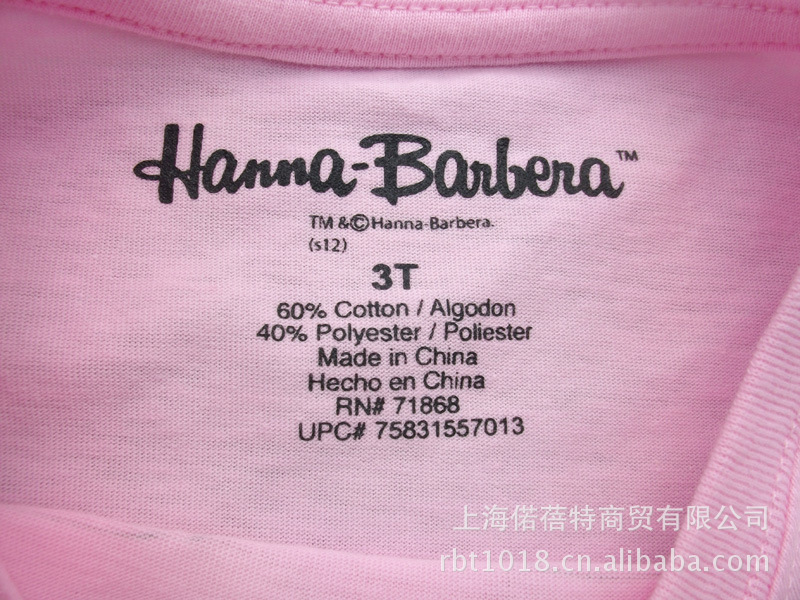 Hanna-Barbera™
TM &©Hanna-Barbera.
(s12)
3T
60% Cotton / Algodon
40% Polyester / Poliester
Made in China
Hecho en China
RN# 71868
UPC# 75831557013
上海偌蓓特商贸有限公司
rbt1018.cn.alibaba.com